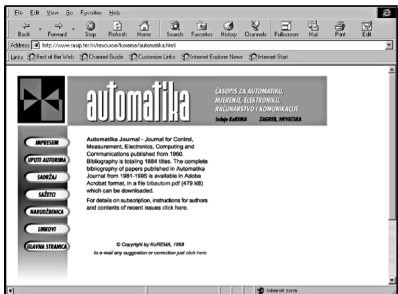 File Edit View Go Favorites Help
Back Forward Stop Refresh Home Search Favorites History Channels Fullscreen Mail Print Edit
Address http://www.rasip.fer.hr/resursi/korema/automatika.html
Links Best of the Web Channel Guide Customize Links Internet Explorer News Internet Start
automatika
ČASOPIS ZA AUTOMATIKU,
MJERENJE, ELEKTRONIKU,
RAČUNARSTVO I KOMUNIKACIJE
Izdaje KoREMA ZAGREB, HRVATSKA
IMPRESUM
UPUTE AUTORIMA
SADRŽAJ
SAŽETCI
NARUDŽBENICA
LINKOVI
GLAVNA STRANICA
Automatika Journal - Journal for Control,
Measurement, Electronics, Computing and
Communications published from 1960.
Bibliography is totaling 1884 titles. The complete
bibliography of papers published in Automatika
Journal from 1981-1995 is available in Adobe
Acrobat format, in a file bibautom.pdf (479 kB)
which can be downloaded.
For details on subscription, instructions for authors
and contents of recent issues click here.
© Copyright by KoREMA, 1998
to e-mail any suggestion or correction just click here.
Internet zone